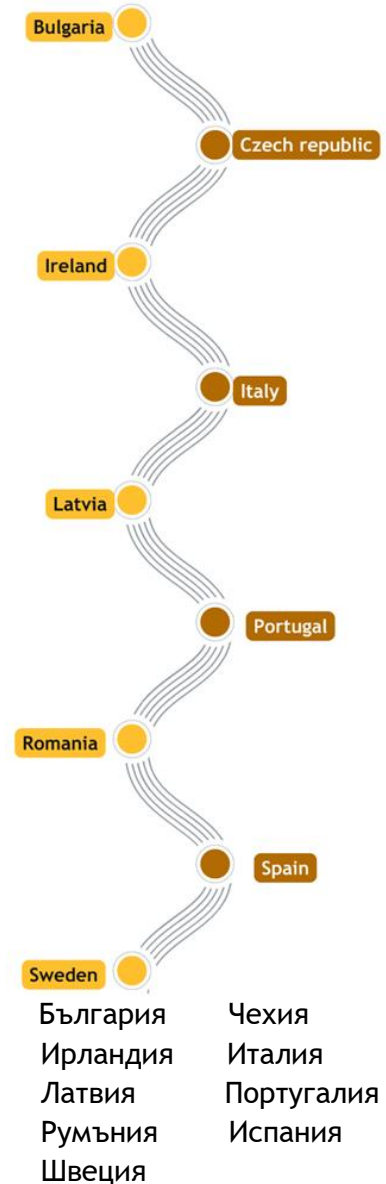 Bulgaria
Czech republic
Ireland
Italy
Latvia
Portugal
Romania
Spain
Sweden
България Чехия
Ирландия Италия
Латвия Португалия
Румъния Испания
Швеция